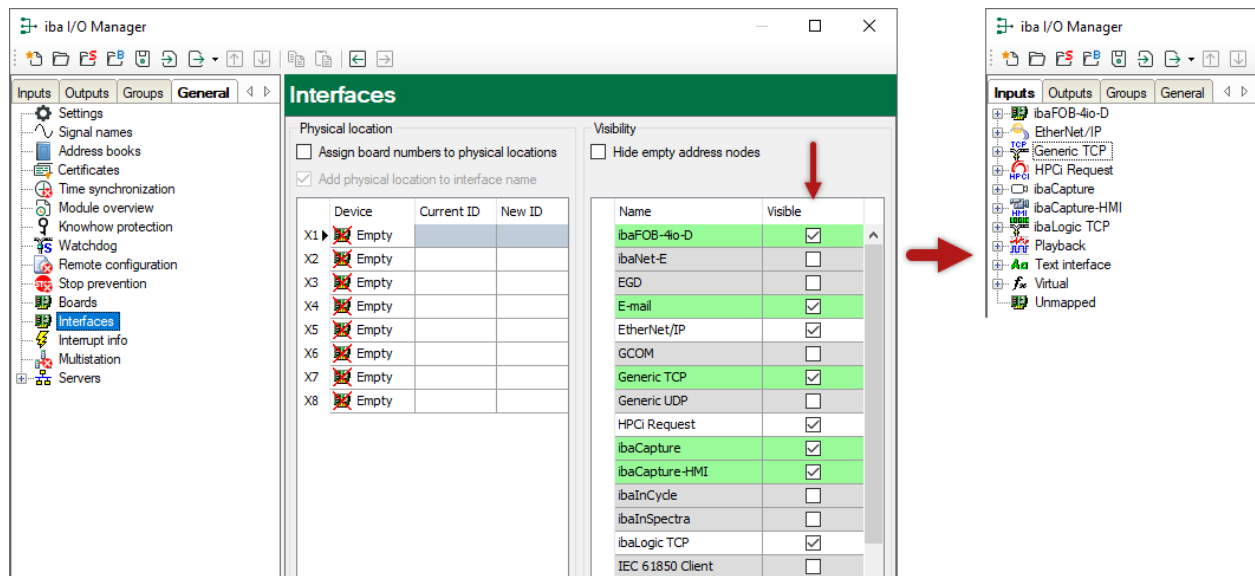 iba I/O Manager
Inputs Outputs Groups General
Settings
Signal names
Address books
Certificates
Time synchronization
Module overview
Knowhow protection
Watchdog
Remote configuration
Stop prevention
Boards
Interfaces
Interrupt info
Multistation
Servers
Interfaces
Physical location
Assign board numbers to physical locations
Add physical location to interface name
Device Current ID New ID
X1 Empty
X2 Empty
X3 Empty
X4 Empty
X5 Empty
X6 Empty
X7 Empty
X8 Empty
Visibility
Hide empty address nodes
Name Visible
ibaFOB-4io-D
ibaNet-E
EGD
E-mail
EtherNet/IP
GCOM
Generic TCP
Generic UDP
HPCi Request
ibaCapture
ibaCapture-HMI
ibaInCycle
ibaInSpectra
ibaLogic TCP
IEC 61850 Client
iba I/O Manager
Inputs Outputs Groups General
ibaFOB-4io-D
EtherNet/IP
TCP Generic TCP
HPCi HPCi Request
ibaCapture
HMI ibaCapture-HMI
LOGIC ibaLogic TCP
Playback
Aa Text interface
fx Virtual
Unmapped